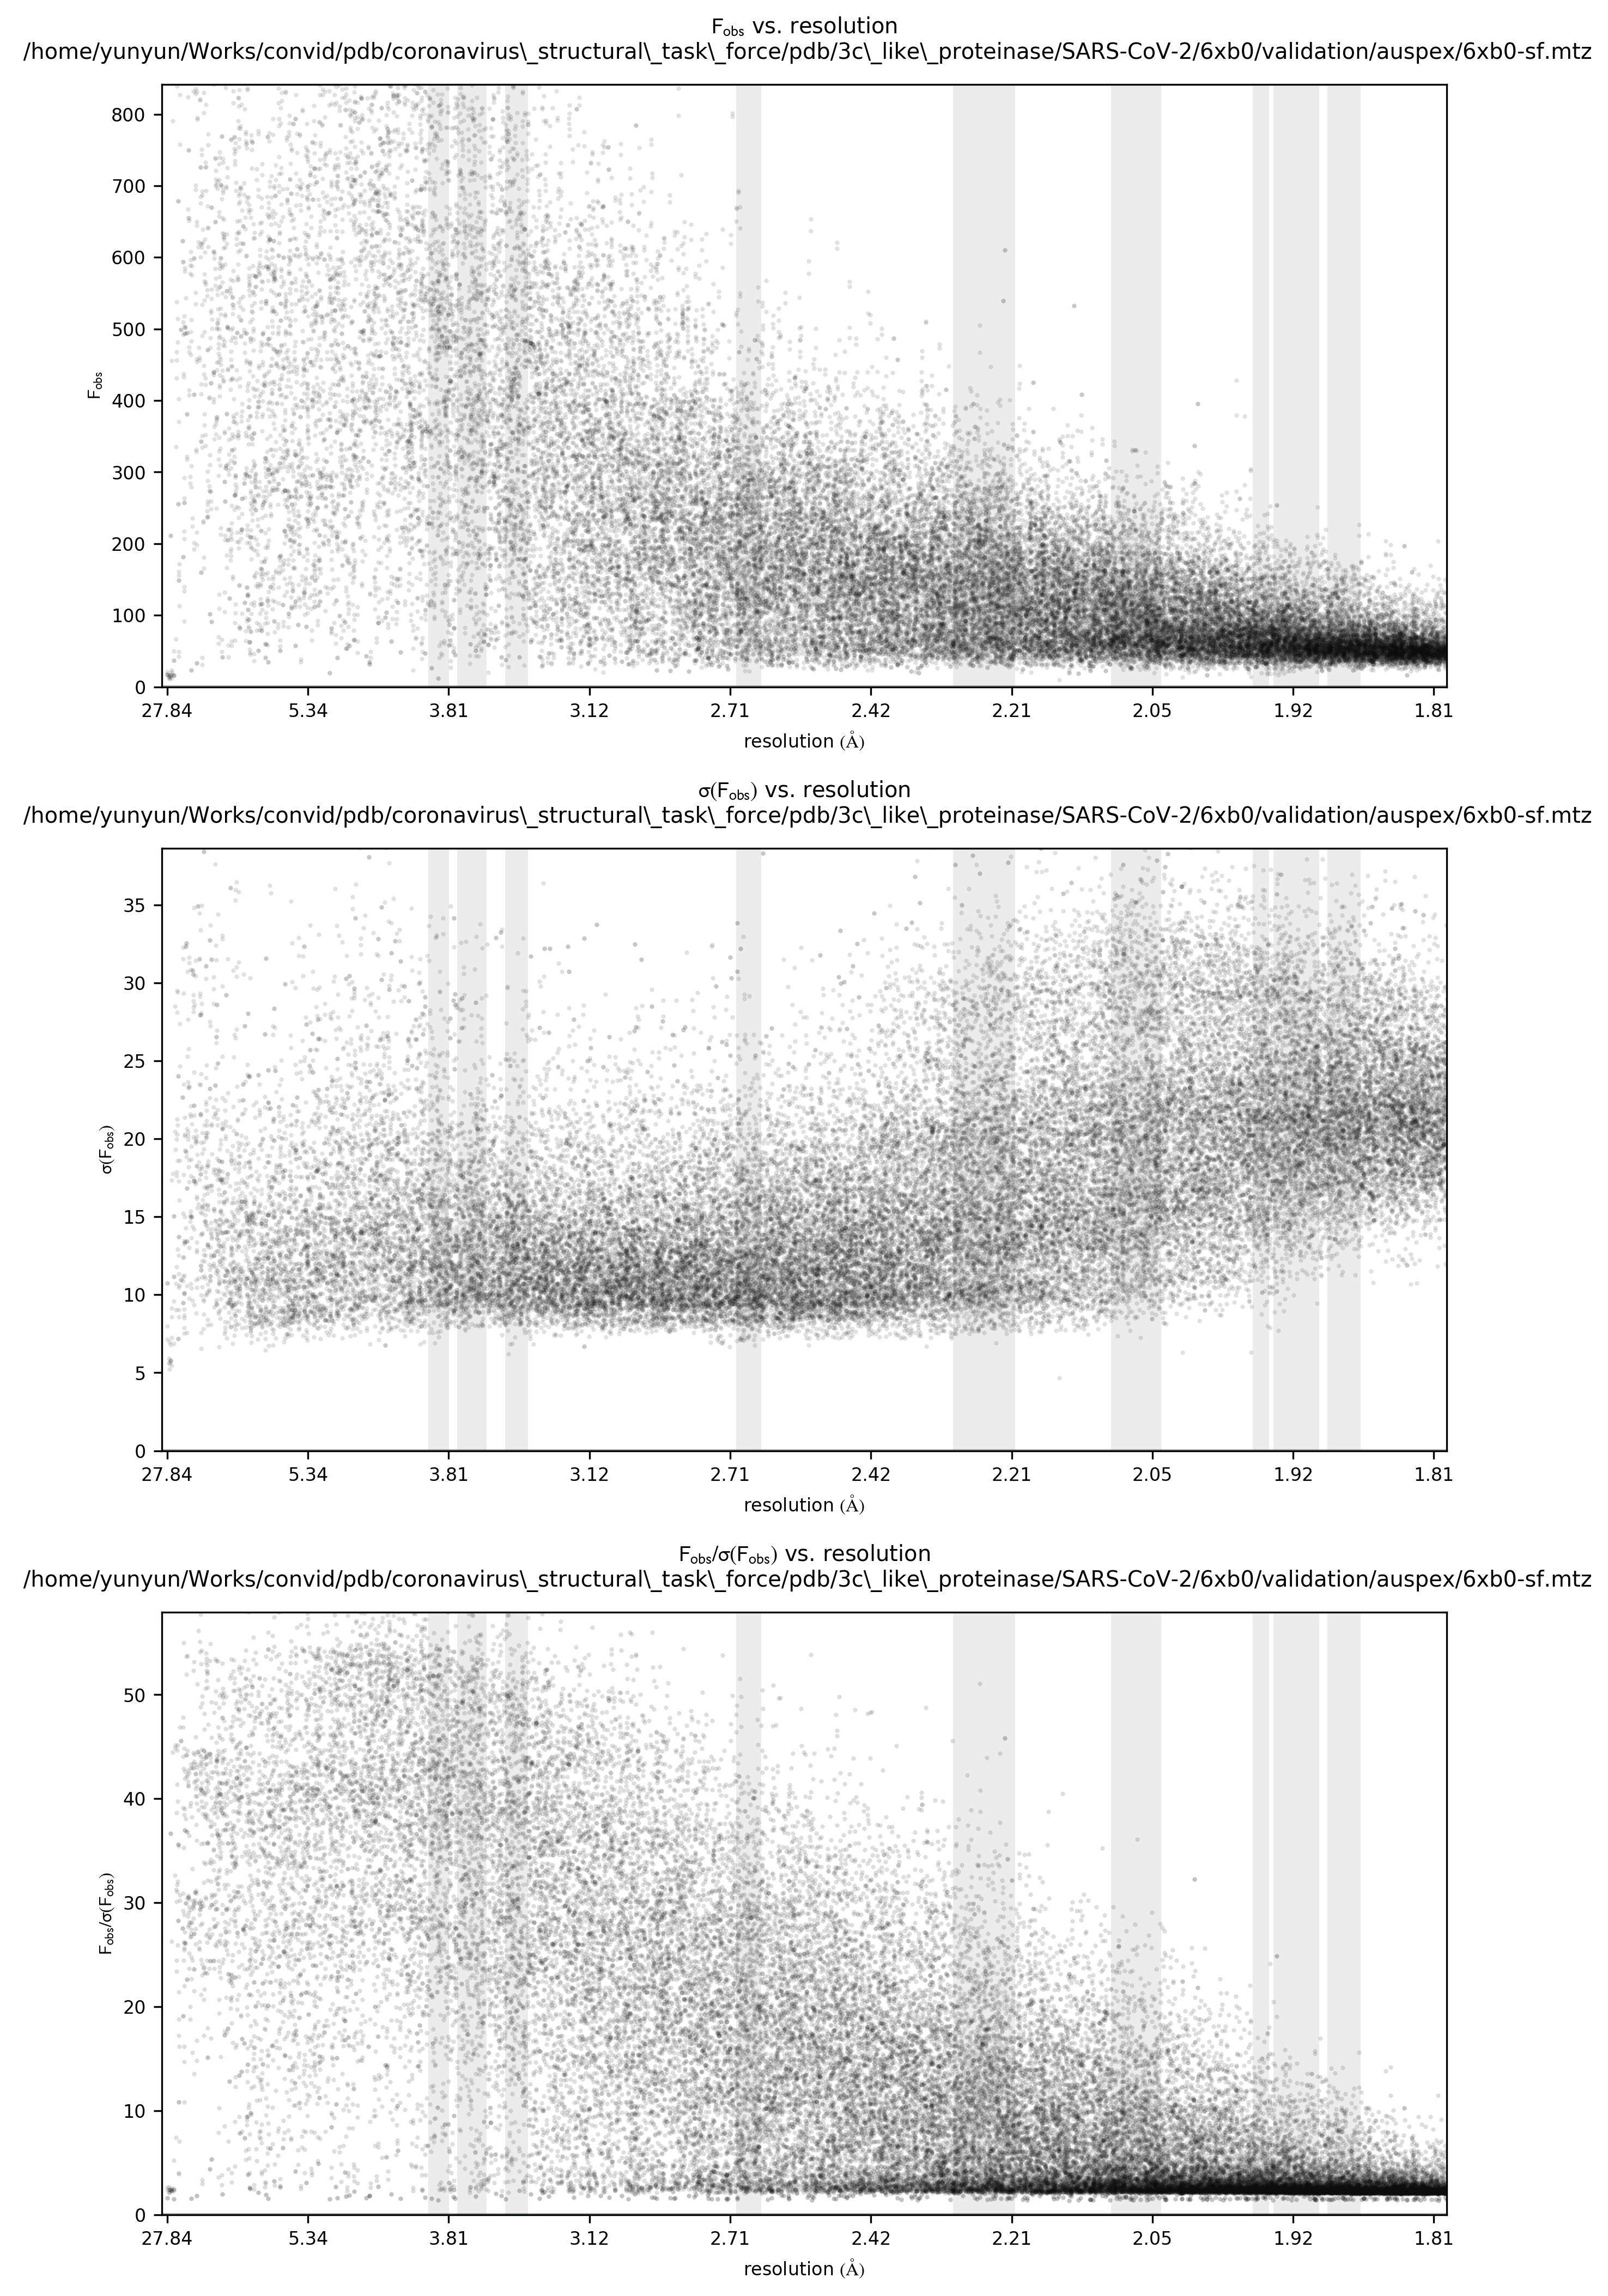 Fobs vs. resolution
/home/yunyun/Works/convid/pdb/coronavirus\_structural\_task\_force/pdb/3c\_like\_proteinase/SARS-CoV-2/6xb0/validation/auspex/6xb0-sf.mtz
800
700
600
500
400
300
200
100
0
Fobs
27.84 5.34 3.81 3.12 2.71 2.42 2.21 2.05 1.92 1.81
resolution (Å)
σ(Fobs) vs. resolution
/home/yunyun/Works/convid/pdb/coronavirus\_structural\_task\_force/pdb/3c\_like\_proteinase/SARS-CoV-2/6xb0/validation/auspex/6xb0-sf.mtz
35
30
25
20
15
10
5
0
σ(Fobs)
27.84 5.34 3.81 3.12 2.71 2.42 2.21 2.05 1.92 1.81
resolution (Å)
Fobs/σ(Fobs) vs. resolution
/home/yunyun/Works/convid/pdb/coronavirus\_structural\_task\_force/pdb/3c\_like\_proteinase/SARS-CoV-2/6xb0/validation/auspex/6xb0-sf.mtz
50
40
30
20
10
0
Fobs/σ(Fobs)
27.84 5.34 3.81 3.12 2.71 2.42 2.21 2.05 1.92 1.81
resolution (Å)